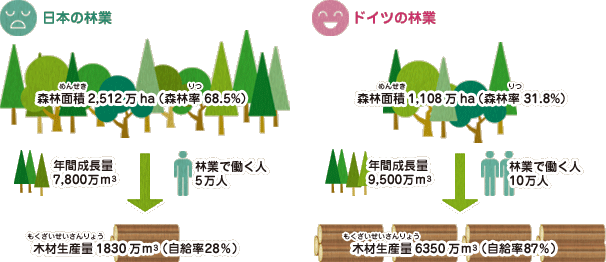 日本の林業
めんせき りつ
森林面積 2,512 万 ha（森林率 68.5%）
年間成長量
7,800万m³
林業で働く人
5万人
もくざいせいさんりょう
木材生産量 1830 万m³（自給率28%）
ドイツの林業
めんせき りつ
森林面積 1,108 万 ha（森林率 31.8%）
年間成長量
9,500万m³
林業で働く人
10万人
もくざいせいさんりょう
木材生産量 6350 万m³（自給率87%）